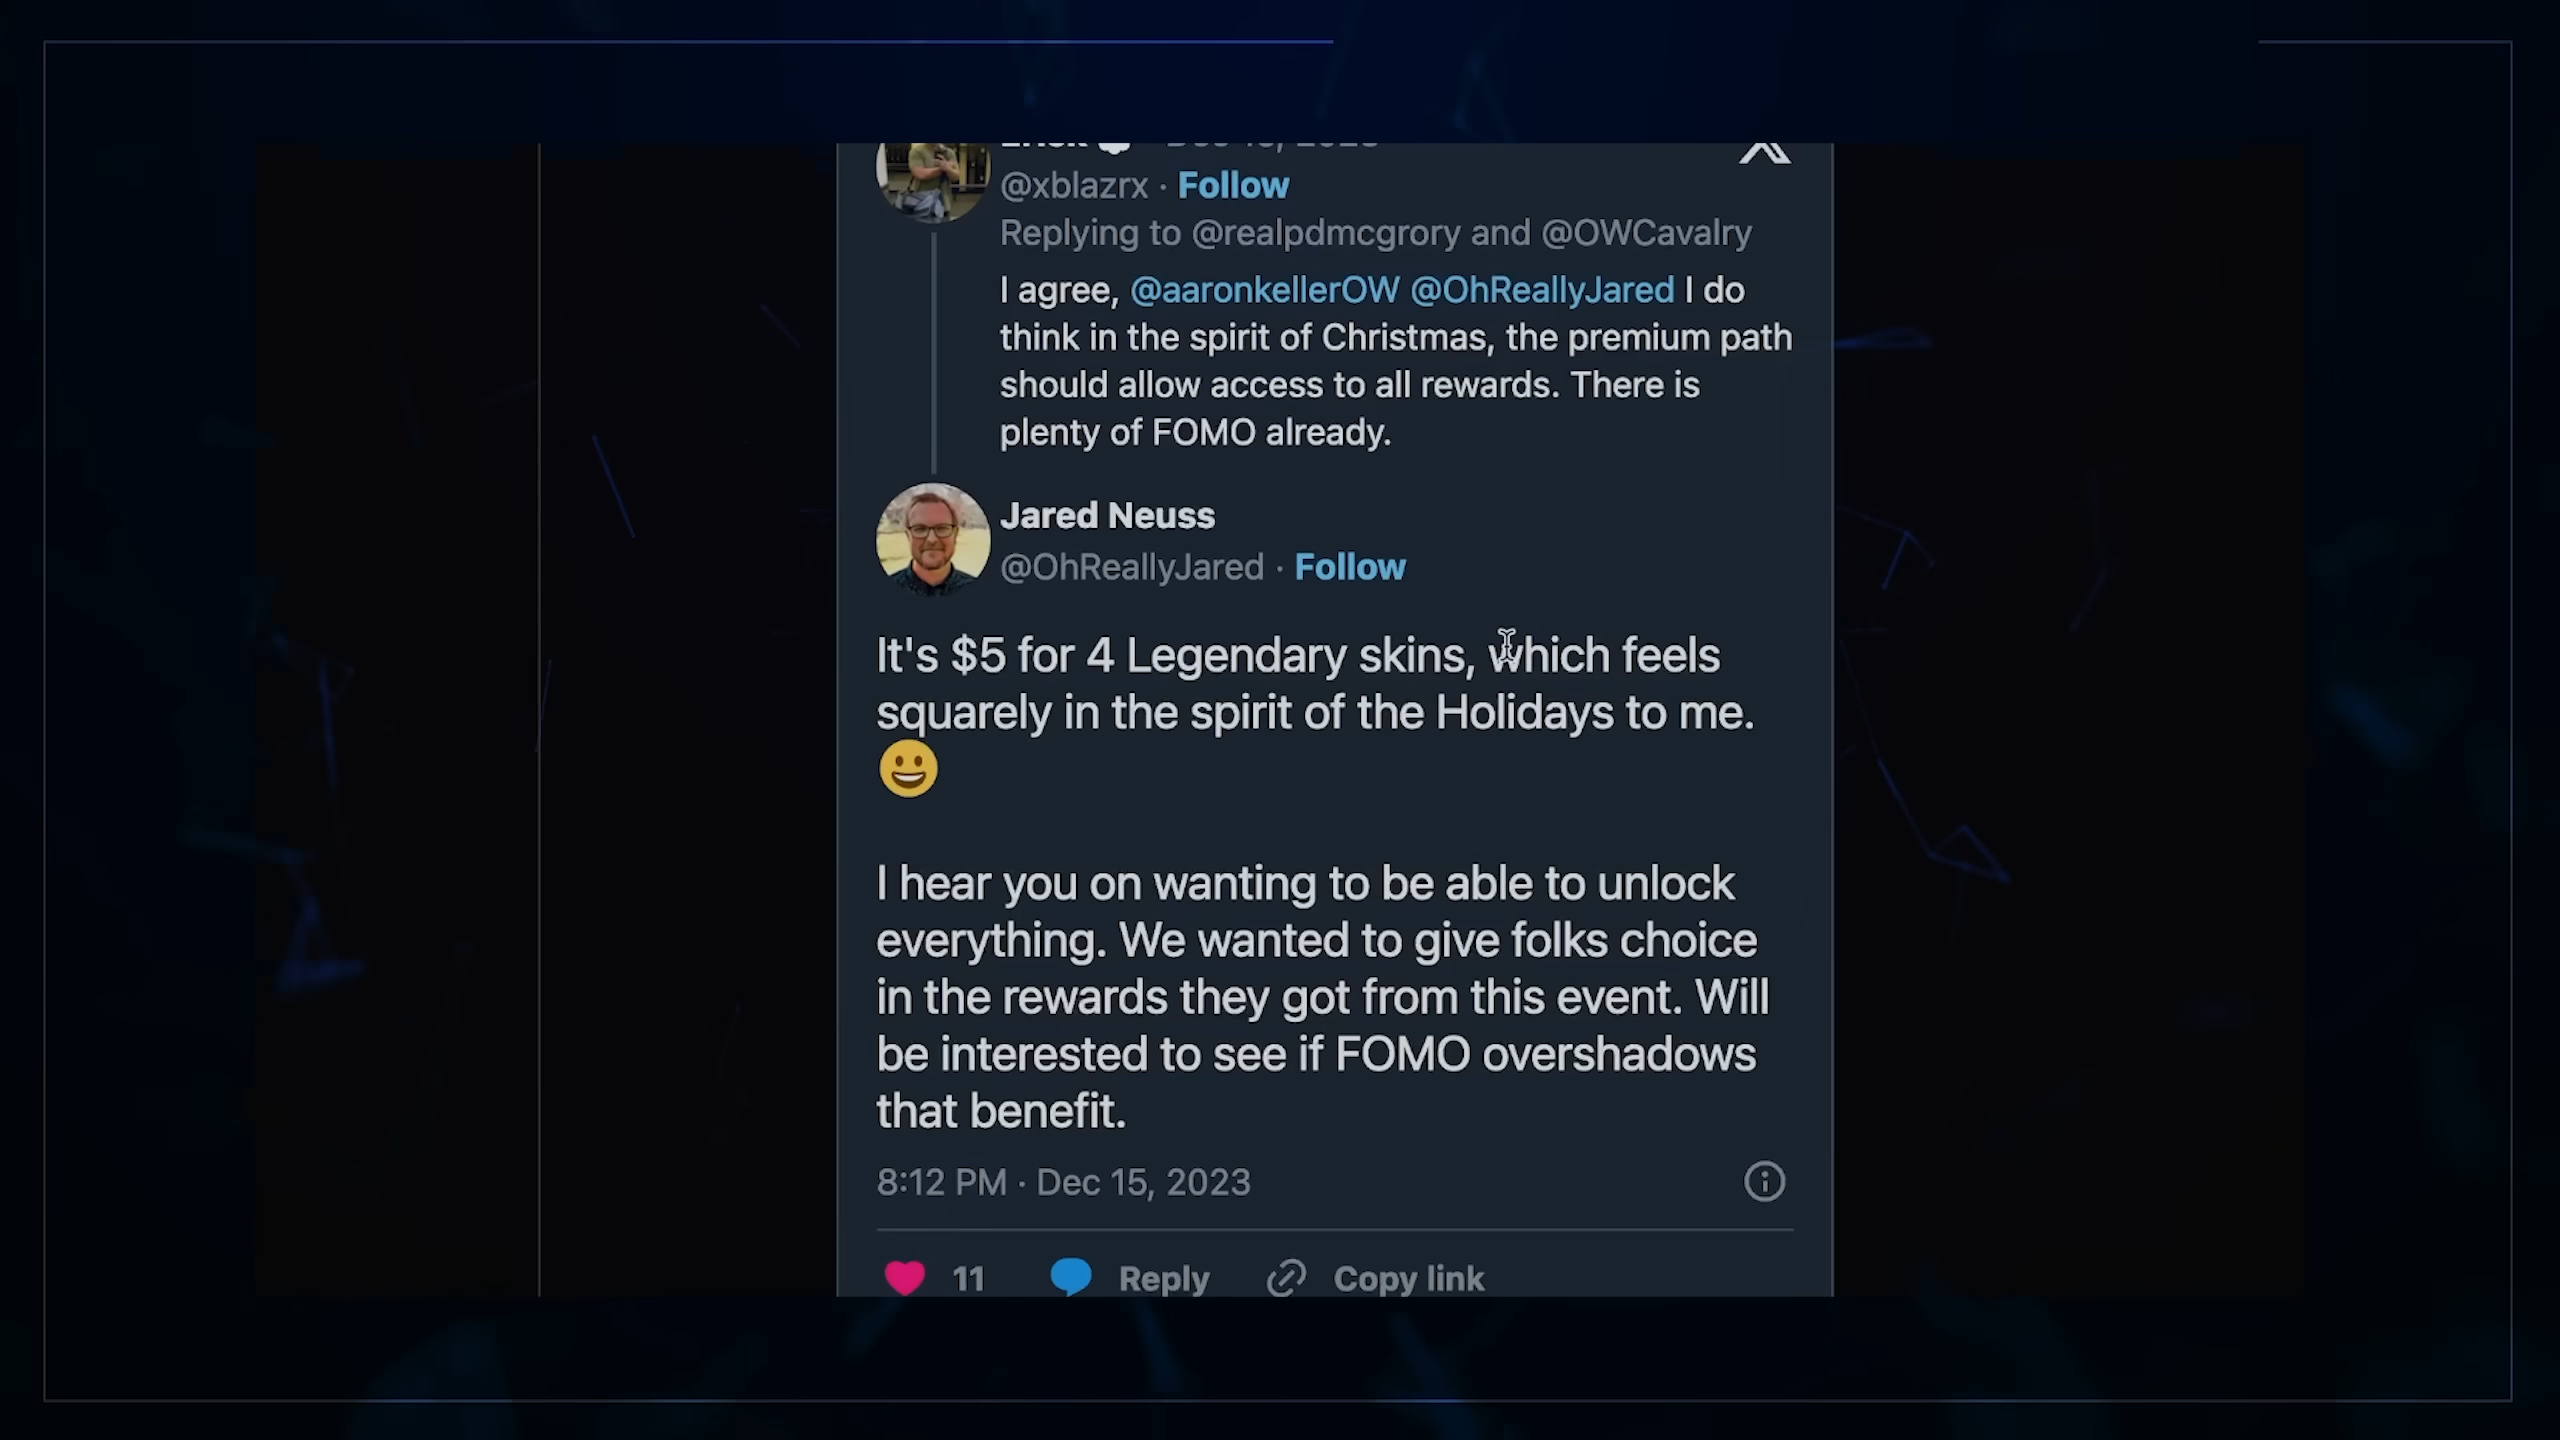 @xblazrx · Follow
Replying to @realpdmcgrory and @OWCavalry
I agree, @aaronkellerOW @OhReallyJared I do
think in the spirit of Christmas, the premium path
should allow access to all rewards. There is
plenty of FOMO already.
Jared Neuss
@OhReallyJared · Follow
It's $5 for 4 Legendary skins, which feels
squarely in the spirit of the Holidays to me.
😀
I hear you on wanting to be able to unlock
everything. We wanted to give folks choice
in the rewards they got from this event. Will
be interested to see if FOMO overshadows
that benefit.
8:12 PM · Dec 15, 2023
11 Reply Copy link